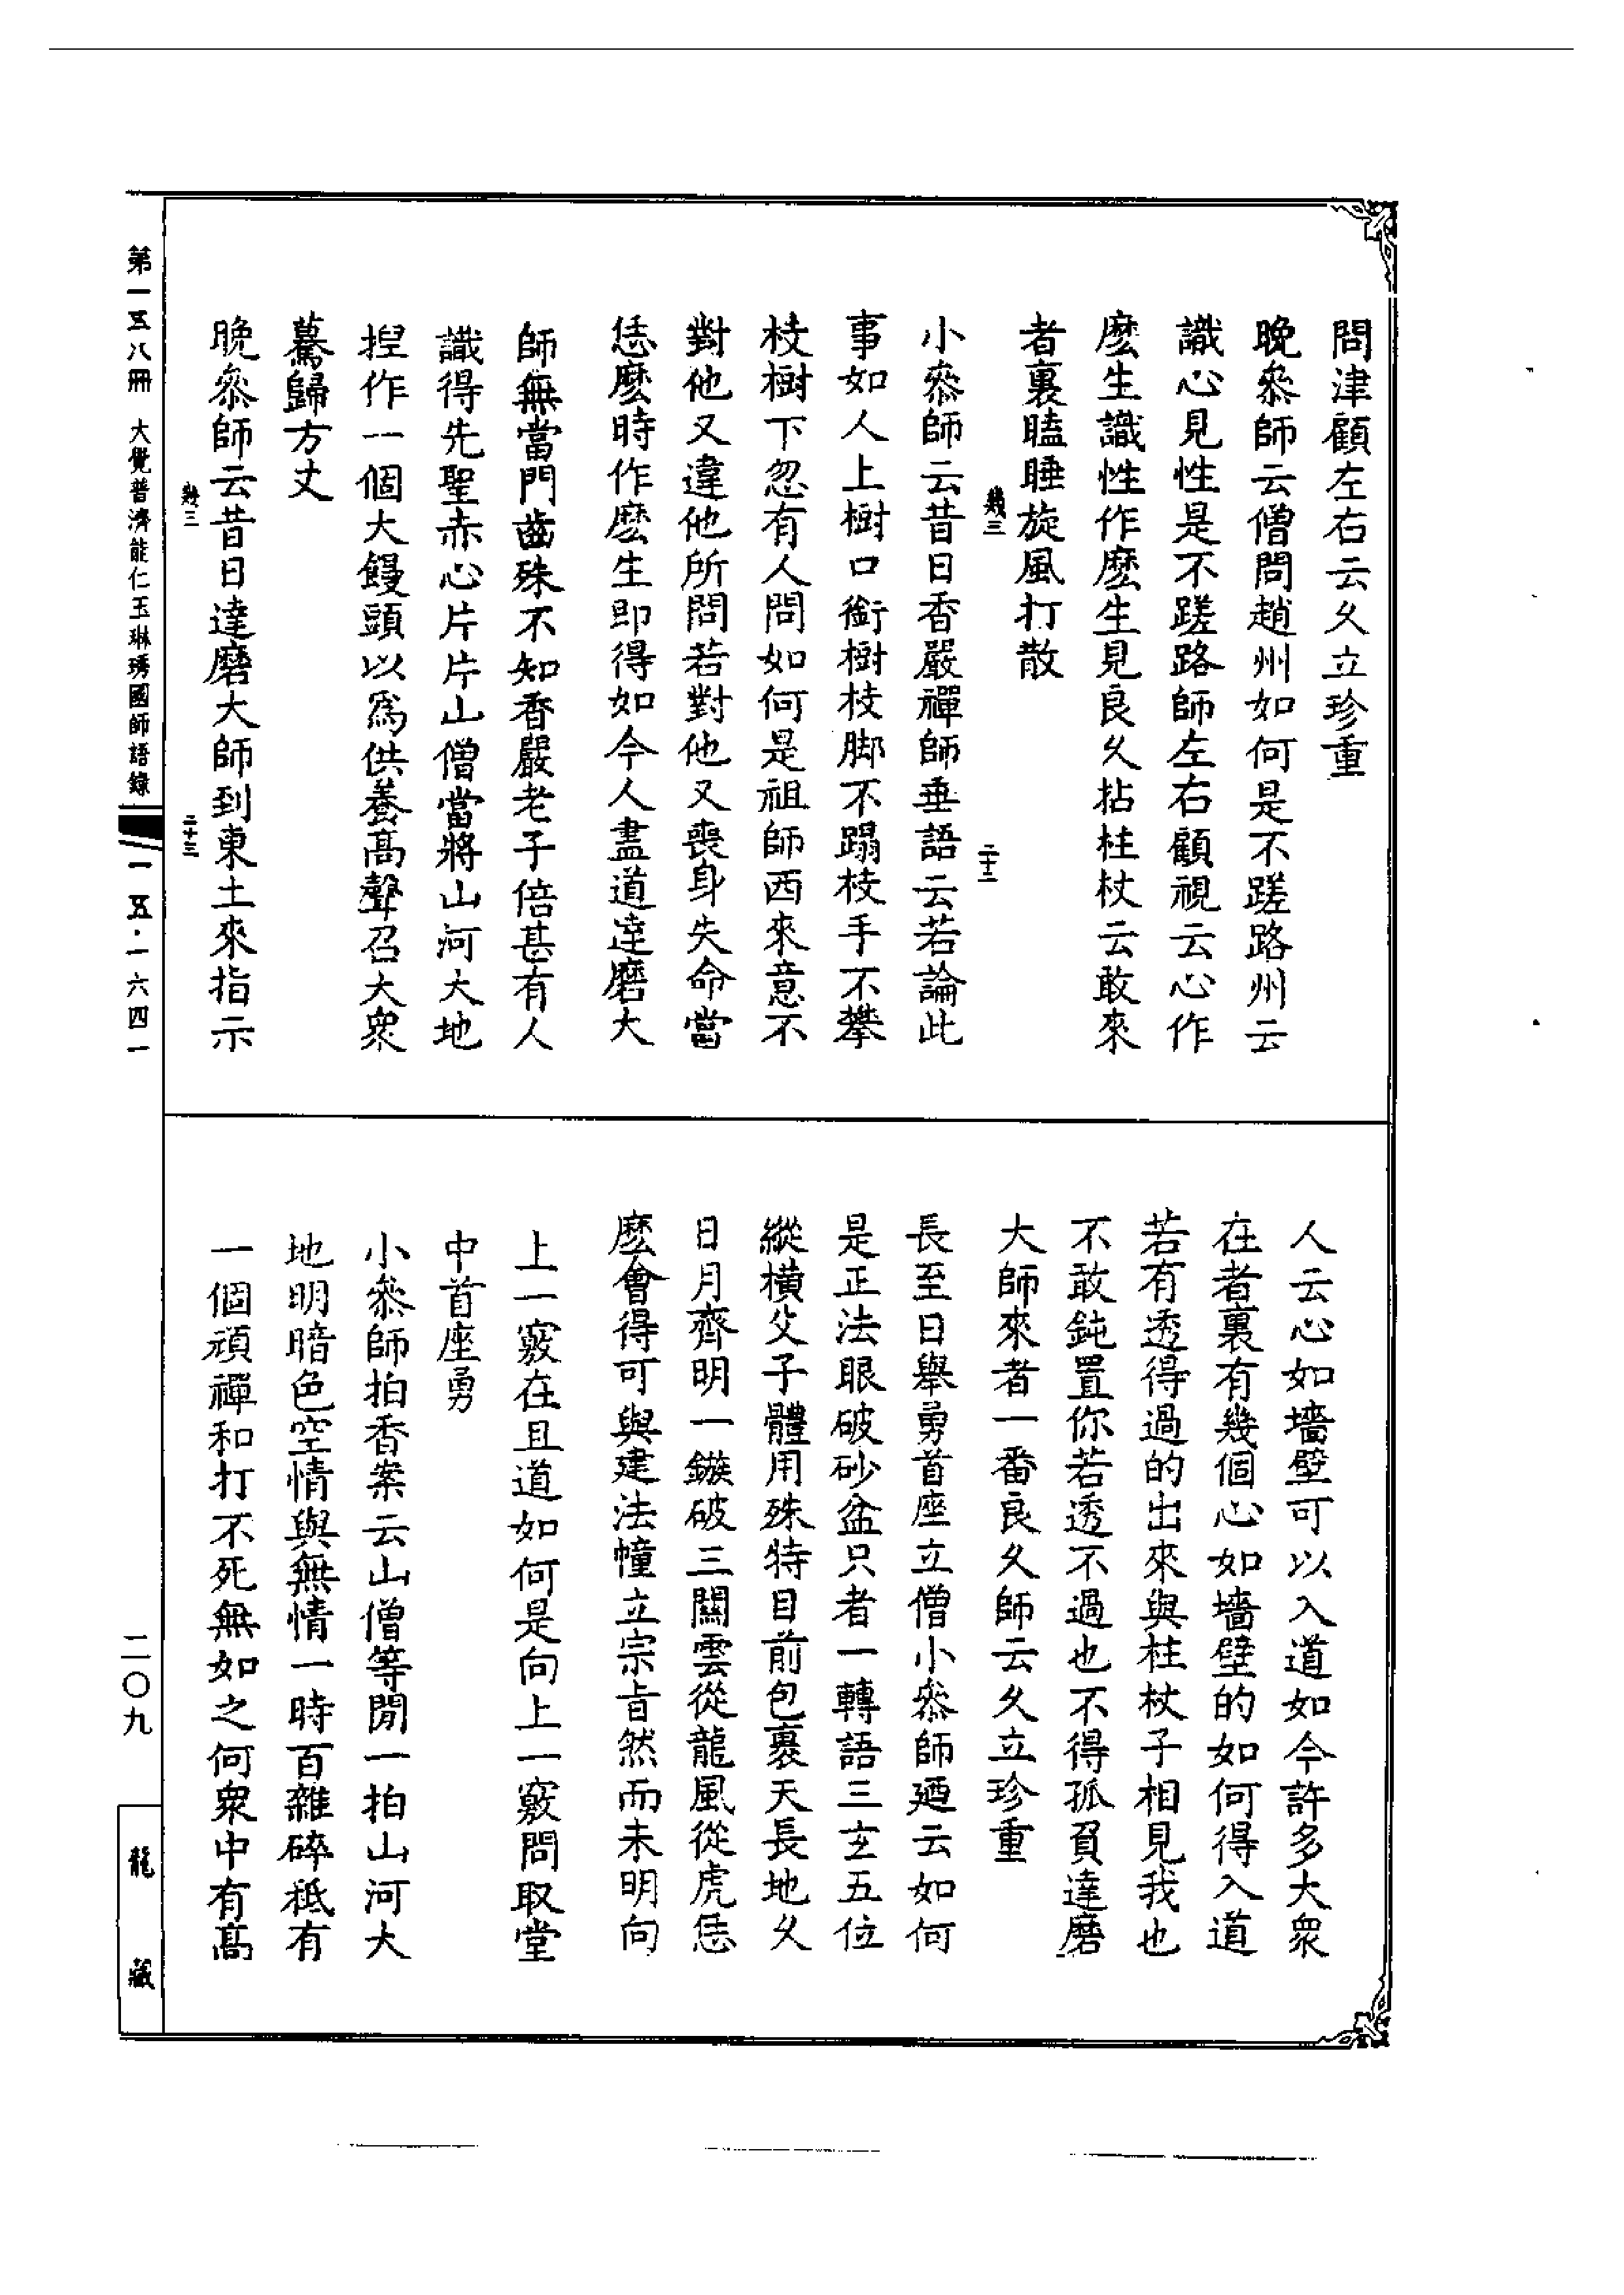 問津顧左右云久立珍重
晚叅師云僧問趙州如何是不蹉路州云
識心見性是不蹉路師左右顧視云心作
麽生識性作麽生見良久拈柱杖云敢來
者裏瞌睡旋風打散
幾三
二十二
小叅師云昔日香嚴禪師垂語云若論此
事如人上樹口銜樹枝脚不蹋枝手不攀
枝樹下忽有人問如何是祖師西來意不
對他又違他所問若對他又喪身失命當
恁麽時作麽生即得如今人盡道達磨大
師無當門齒殊不知香嚴老子倍甚有人
識得先聖赤心片片山僧當將山河大地
揑作一個大饅頭以爲供養高聲召大衆
驀歸方丈
晚叅師云昔日達磨大師到東土來指示
幾三
二十三
人云心如墻壁可以入道如今許多大衆
在者裏有幾個心如墻壁的如何得入道
若有透得過的出來與柱杖子相見我也
不敢鈍置你若透不過也不得孤負達磨
大師來者一番良久師云久立珍重
長至日舉勇首座立僧小叅師廼云如何
是正法眼破砂盆只者一轉語三玄五位
縱橫父子體用殊特目前包裹天長地久
日月齊明一鏃破三關雲從龍風從虎恁
麽會得可與建法幢立宗旨然而未明向
上一竅在且道如何是向上一竅問取堂
中首座勇
小叅師拍香案云山僧等閒一拍山河大
地明暗色空情與無情一時百雜碎秪有
一個頑禪和打不死無如之何衆中有高
第一五八冊 大覺普濟能仁玉琳琇國師語錄
一五·一六四一
二〇九
龍藏